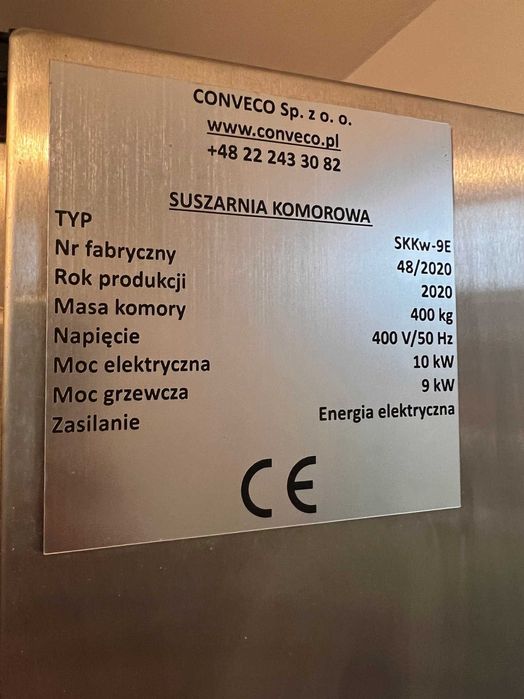 CONVECO Sp. z o. o.
www.conveco.pl
+48 22 243 30 82
SUSZARNIA KOMOROWA
TYP SKKw-9E
Nr fabryczny 48/2020
Rok produkcji 2020
Masa komory 400 kg
Napięcie 400 V/50 Hz
Moc elektryczna 10 kW
Moc grzewcza 9 kW
Zasilanie Energia elektryczna
CE